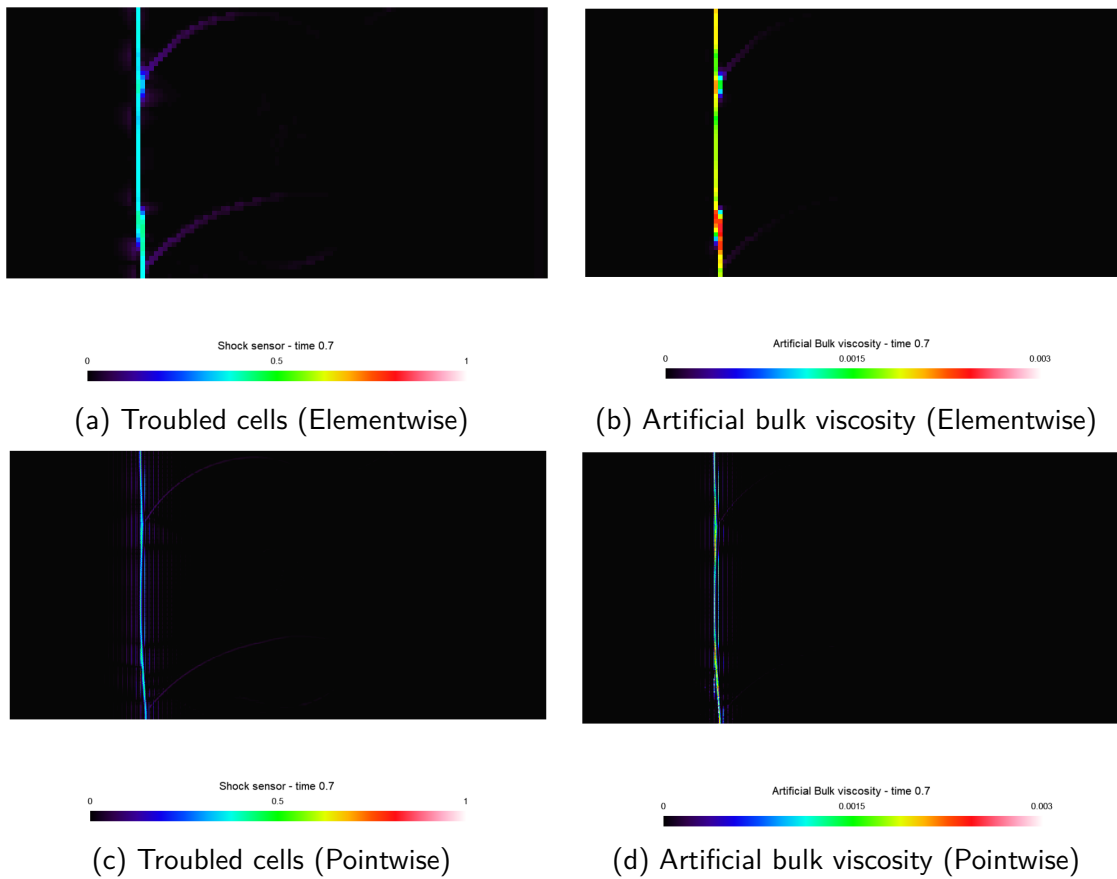 Shock sensor - time 0.7
0 0.5 1
Artificial Bulk viscosity - time 0.7
0 0.0015 0.003
(a) Troubled cells (Elementwise)
(b) Artificial bulk viscosity (Elementwise)
Shock sensor - time 0.7
0 0.5 1
Artificial Bulk viscosity - time 0.7
0 0.0015 0.003
(c) Troubled cells (Pointwise)
(d) Artificial bulk viscosity (Pointwise)